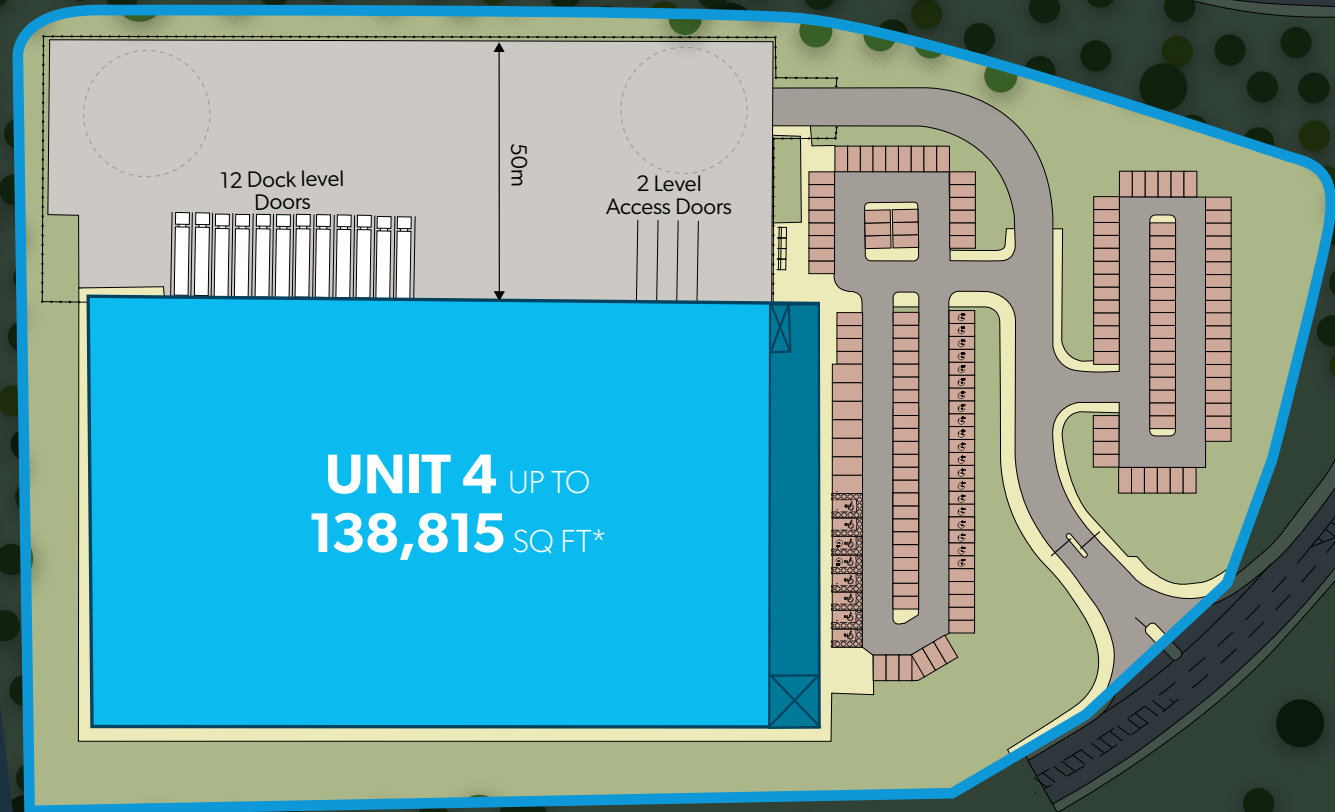 12 Dock level
Doors
50m
2 Level
Access Doors
UNIT 4 UP TO
138,815 SQ FT*